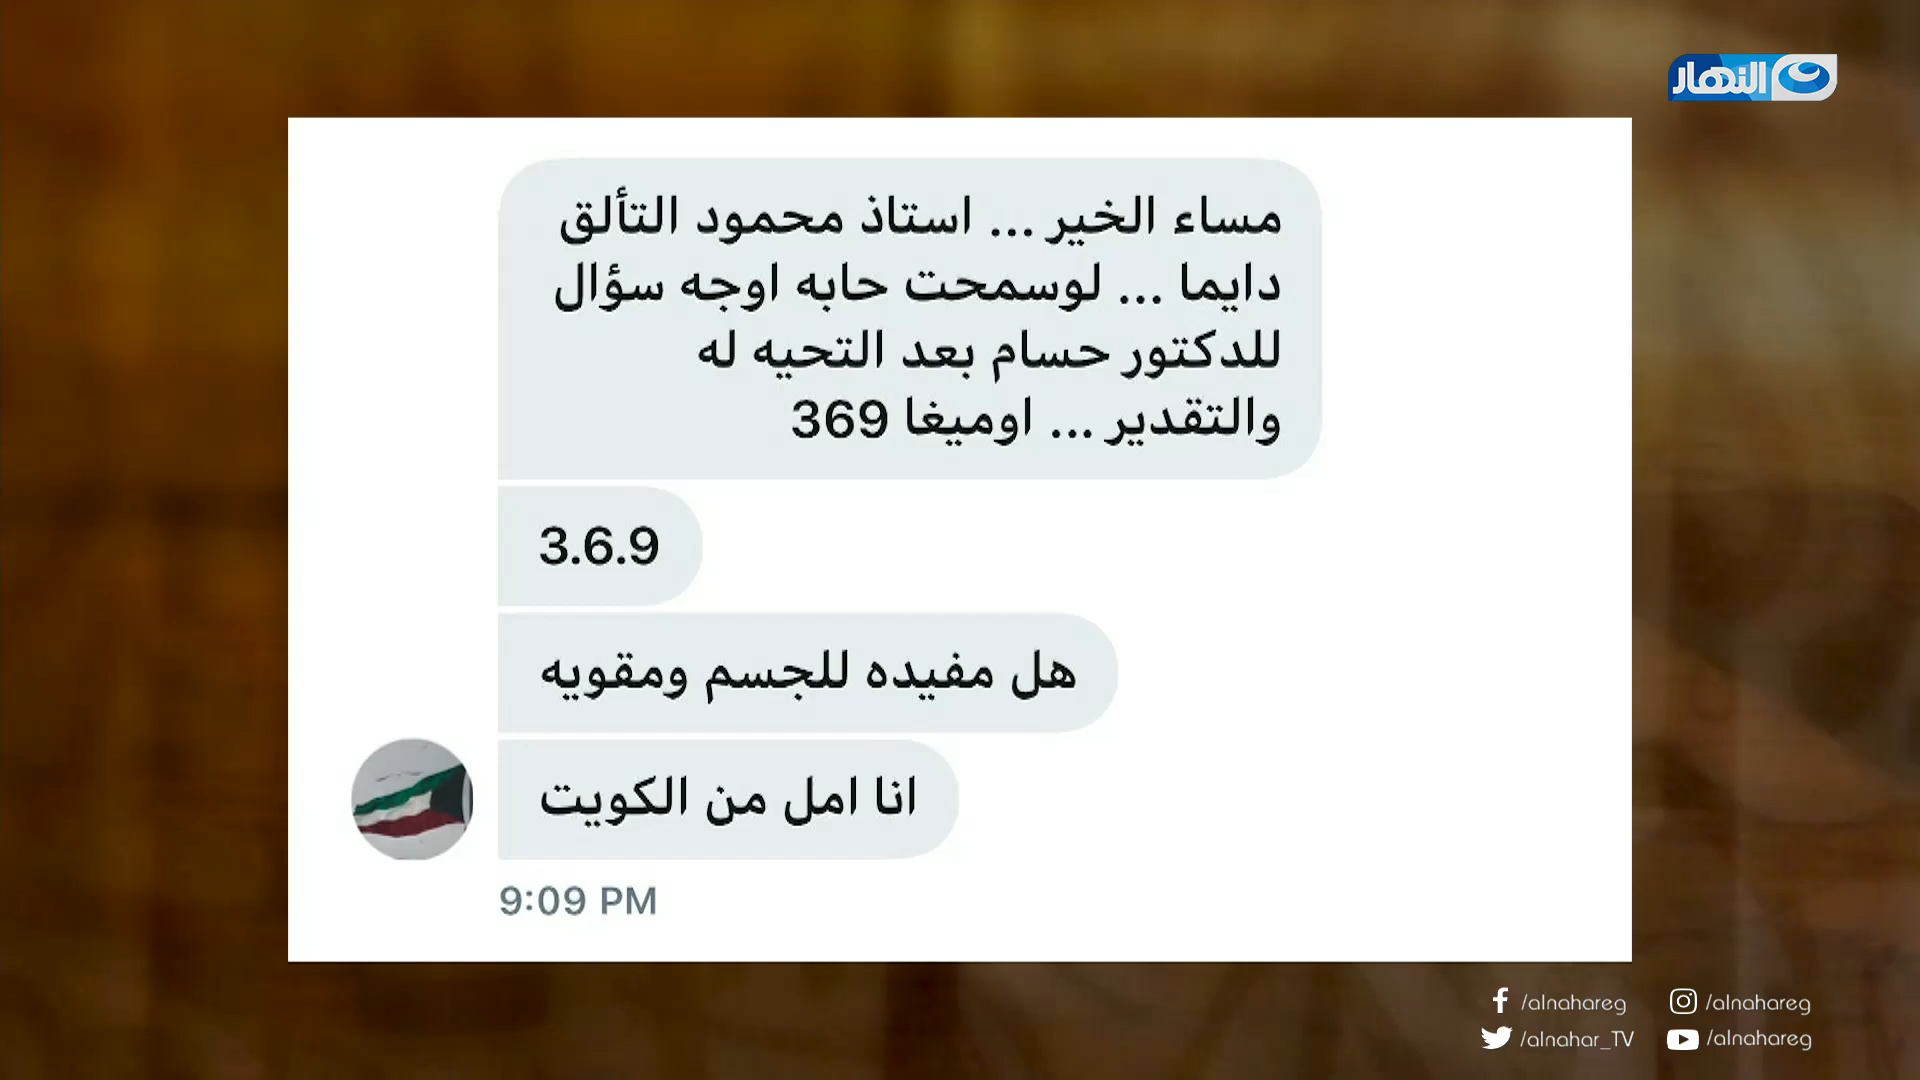 النهار
مساء الخير ... استاذ محمود التألق
دايما ... لوسمحت حابه اوجه سؤال
للدكتور حسام بعد التحيه له
والتقدير ... اوميغا 369
3.6.9
هل مفيده للجسم ومقويه
انا امل من الكويت
9:09 PM
/alnahareg
/alnahareg
/alnahar_TV
/alnahareg